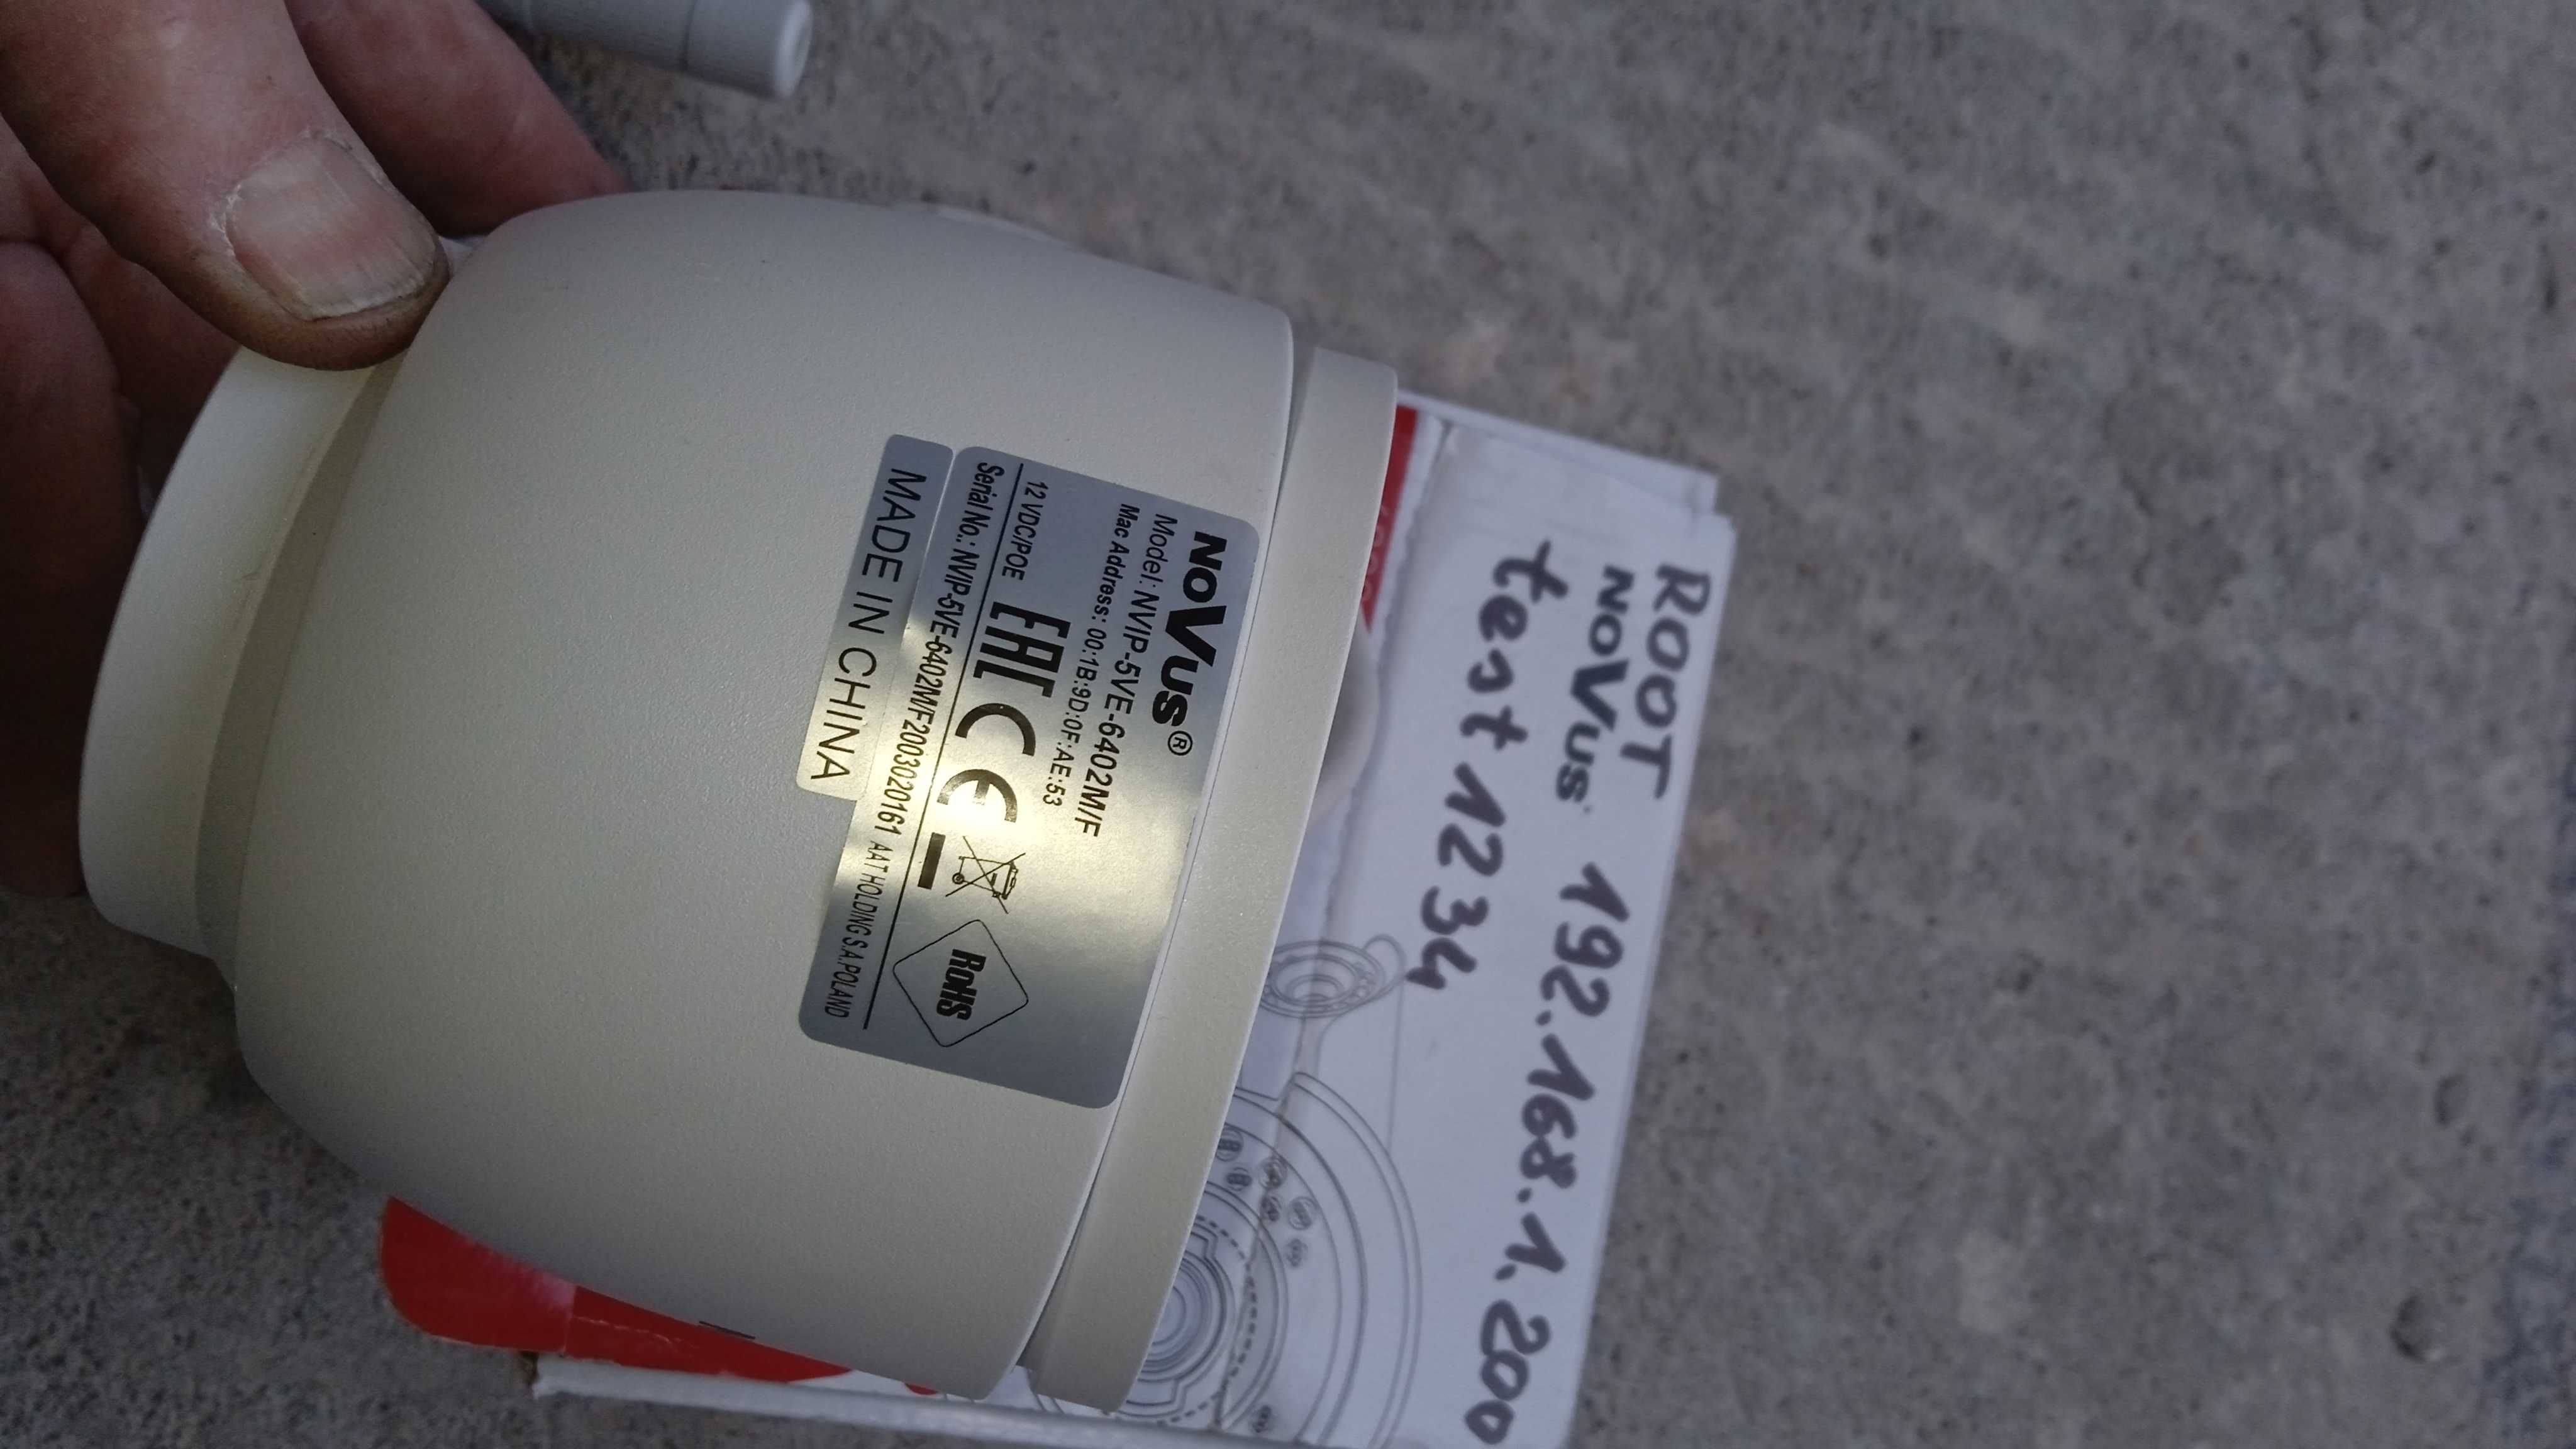 NOVUS®
Model: NVIP-5VE-6402M/F
Mac Address: 00:1B:9D:0F:AE:53
12 VDC/POE EAC CE RoHS
Serial No.: NVIP-5VE-6402M/F2003020161 AAT HOLDING S.A.POLAND
MADE IN CHINA
ROOT
NOVUS 192.168.1.200
test1234